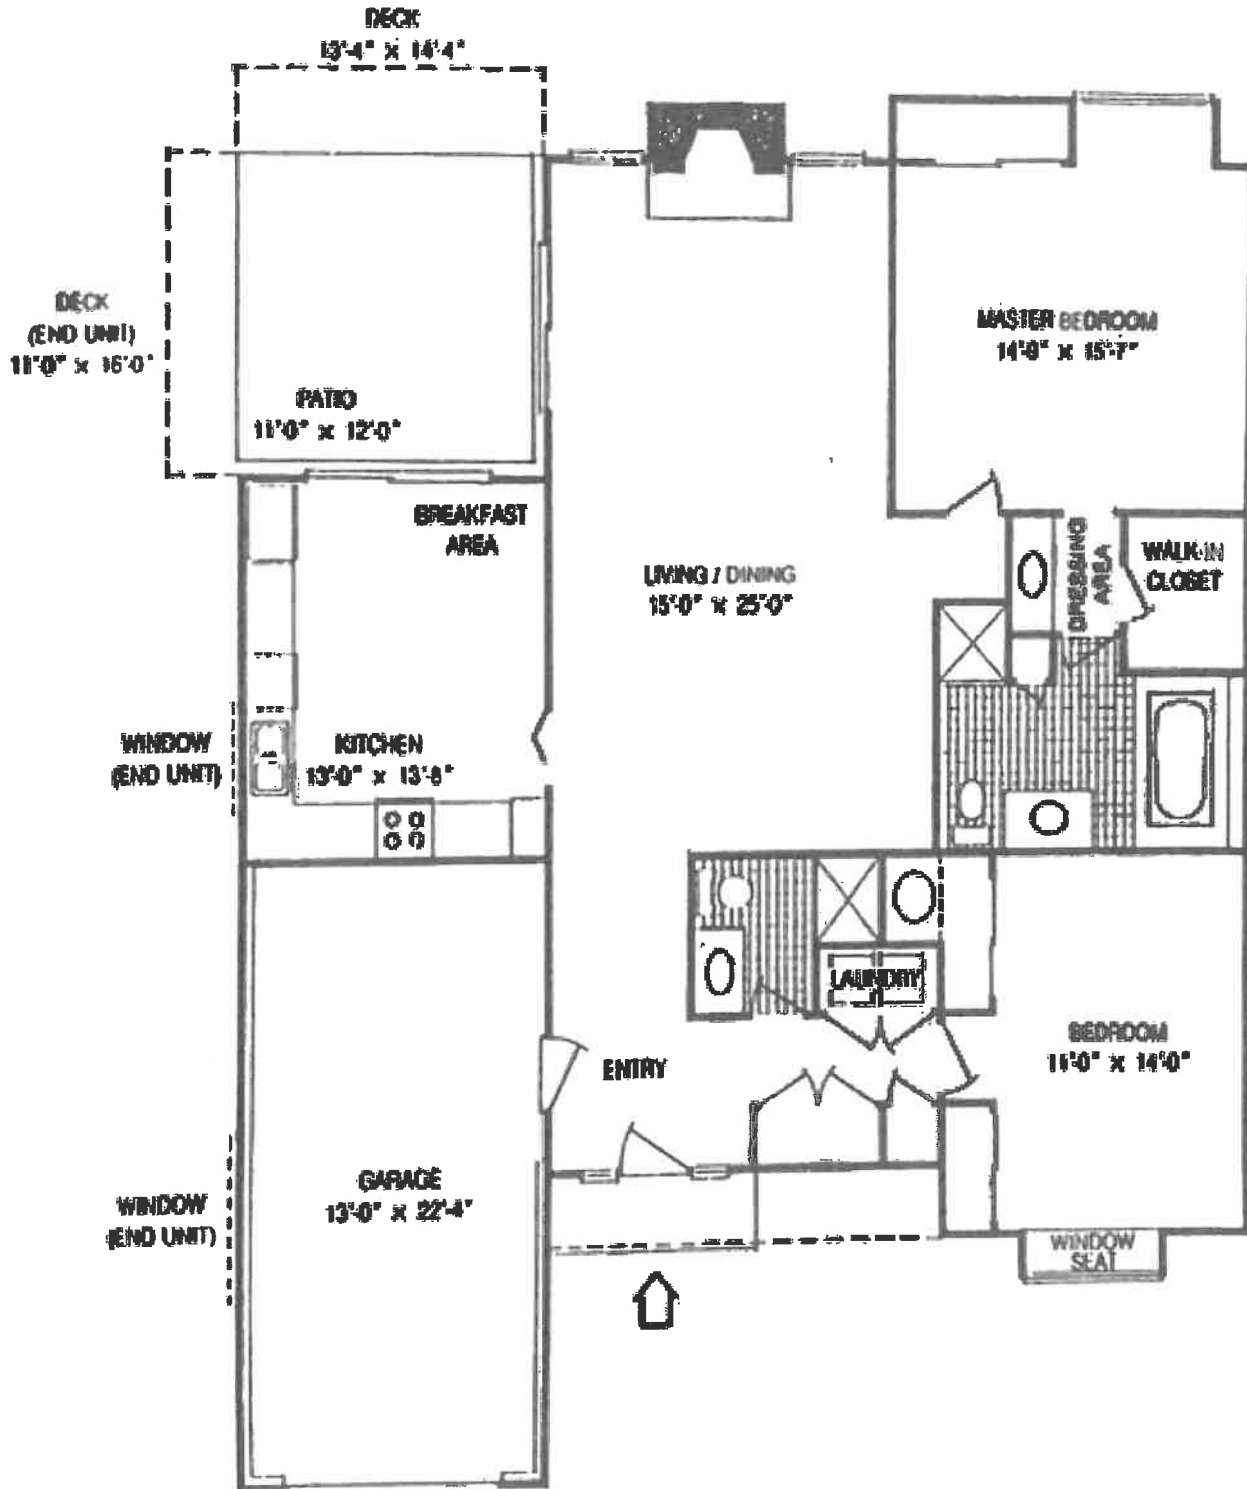 DECK
13'-4" x 14'-4"
DECK
(END UNIT)
11'-0" x 16'-0"
PATIO
11'-0" x 12'-0"
MASTER BEDROOM
14'-9" x 15'-7"
BREAKFAST
AREA
LIVING / DINING
15'-0" x 25'-0"
DRESSING
AREA
WALK-IN
CLOSET
WINDOW
(END UNIT)
KITCHEN
13'-0" x 13'-8"
LAUNDRY
BEDROOM
11'-0" x 14'-0"
ENTRY
GARAGE
13'-0" x 22'-4"
WINDOW
(END UNIT)
WINDOW
SEAT